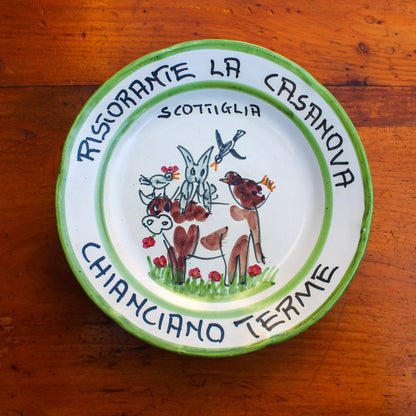 RISTORANTE LA CASANOVA
SCOTTIGLIA
CHIANCIANO TERME